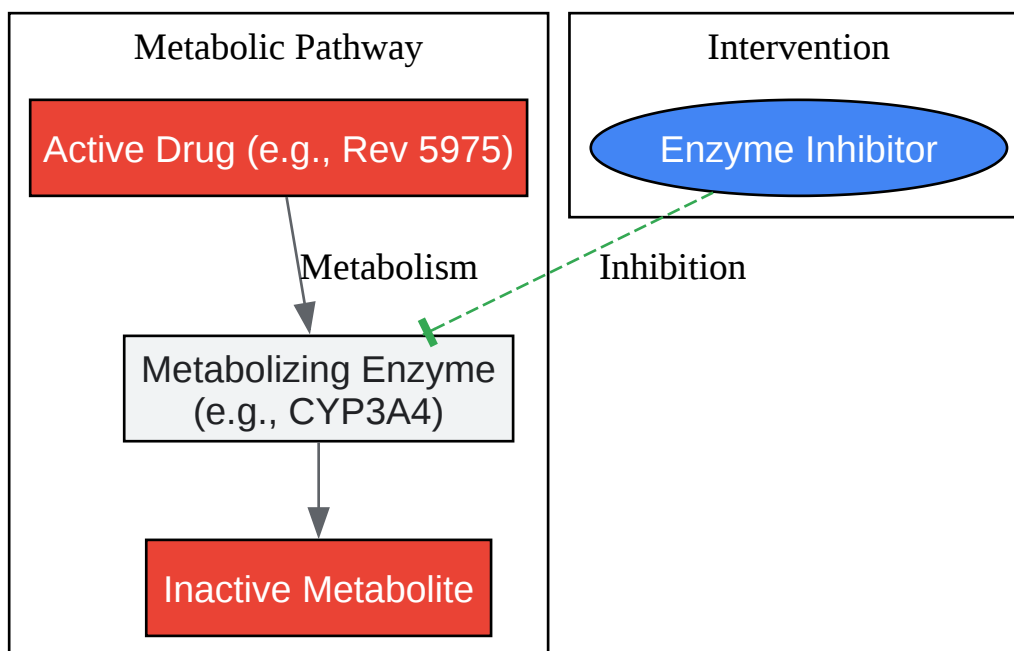 Metabolic Pathway
Active Drug (e.g., Rev 5975)
Metabolism
Metabolizing Enzyme
(e.g., CYP3A4)
Inactive Metabolite
Intervention
Enzyme Inhibitor
Inhibition